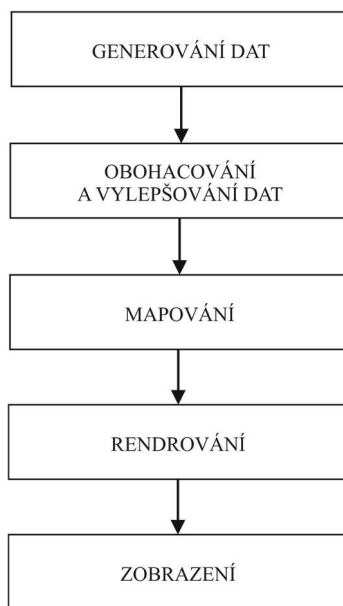 GENEROVÁNÍ DAT
OBOHACOVÁNÍ
A VYLEPŠOVÁNÍ DAT
MAPOVÁNÍ
RENDROVÁNÍ
ZOBRAZENÍ